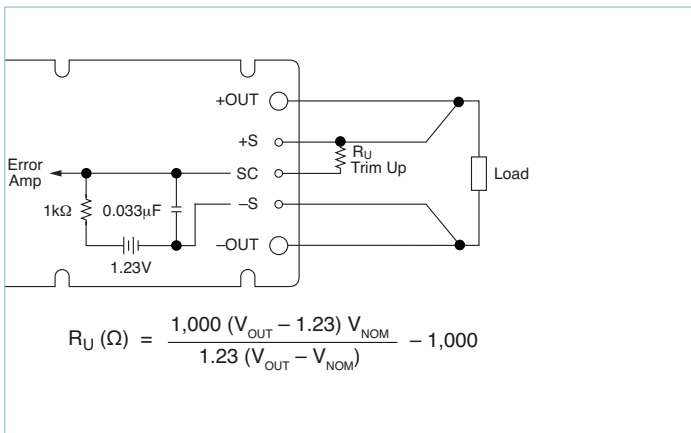 +OUT
+S
R_U
Trim Up
Error
Amp
SC
Load
1kΩ
0.033µF
–S
–OUT
1.23V
R_U (Ω) = 1,000 (V_OUT – 1.23) V_NOM / 1.23 (V_OUT – V_NOM) – 1,000